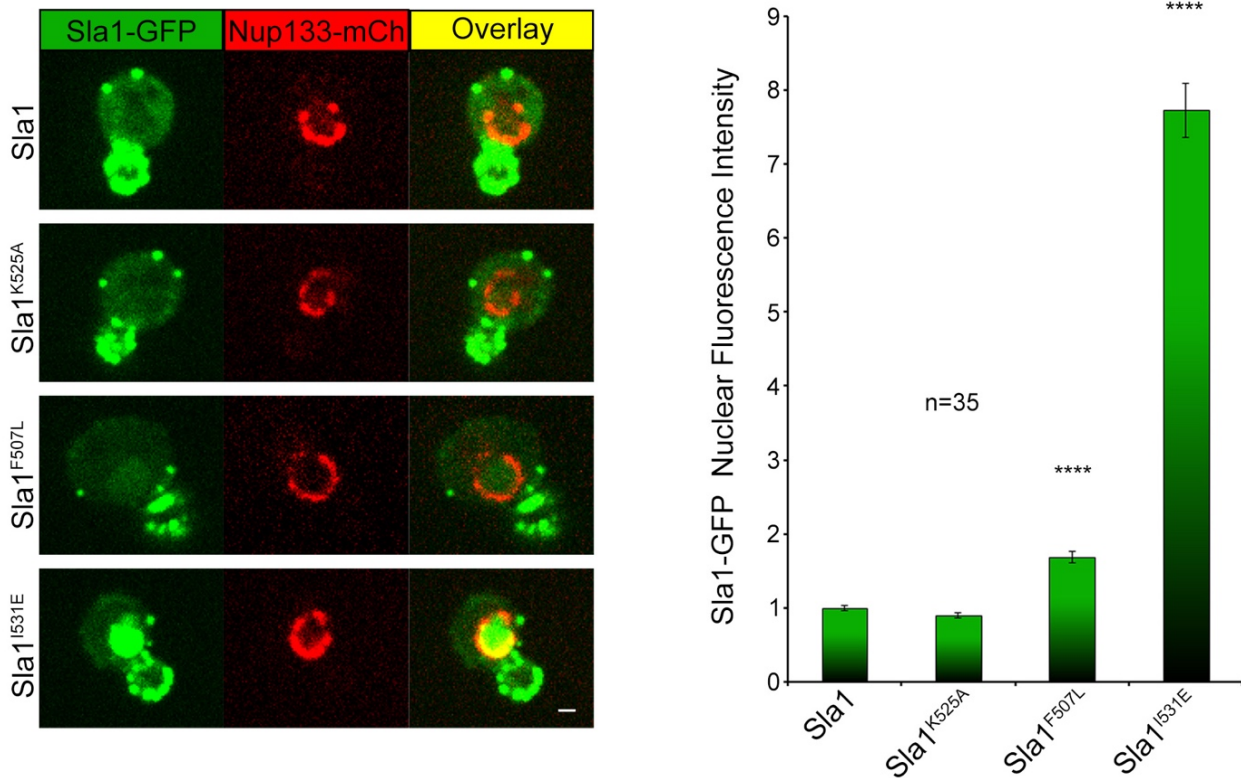 Sla1-GFP Nup133-mCh Overlay
Sla1
Sla1K525A
Sla1F507L
Sla1I531E
Sla1-GFP Nuclear Fluorescence Intensity
9
8
7
6
5
4
3
2
1
0
****
n=35
****
Sla1 Sla1K525A Sla1F507L Sla1I531E